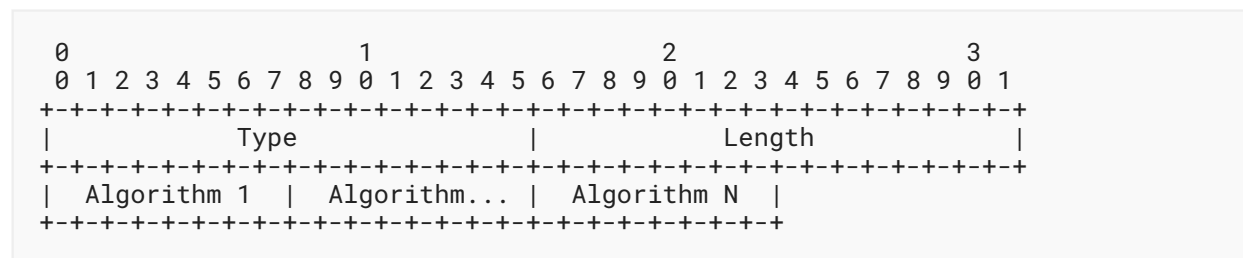 0                   1                   2                   3
 0 1 2 3 4 5 6 7 8 9 0 1 2 3 4 5 6 7 8 9 0 1 2 3 4 5 6 7 8 9 0 1
+-+-+-+-+-+-+-+-+-+-+-+-+-+-+-+-+-+-+-+-+-+-+-+-+-+-+-+-+-+-+-+-+
|            Type               |            Length             |
+-+-+-+-+-+-+-+-+-+-+-+-+-+-+-+-+-+-+-+-+-+-+-+-+-+-+-+-+-+-+-+-+
|  Algorithm 1  |  Algorithm... |  Algorithm N  |
+-+-+-+-+-+-+-+-+-+-+-+-+-+-+-+-+-+-+-+-+-+-+-+-+